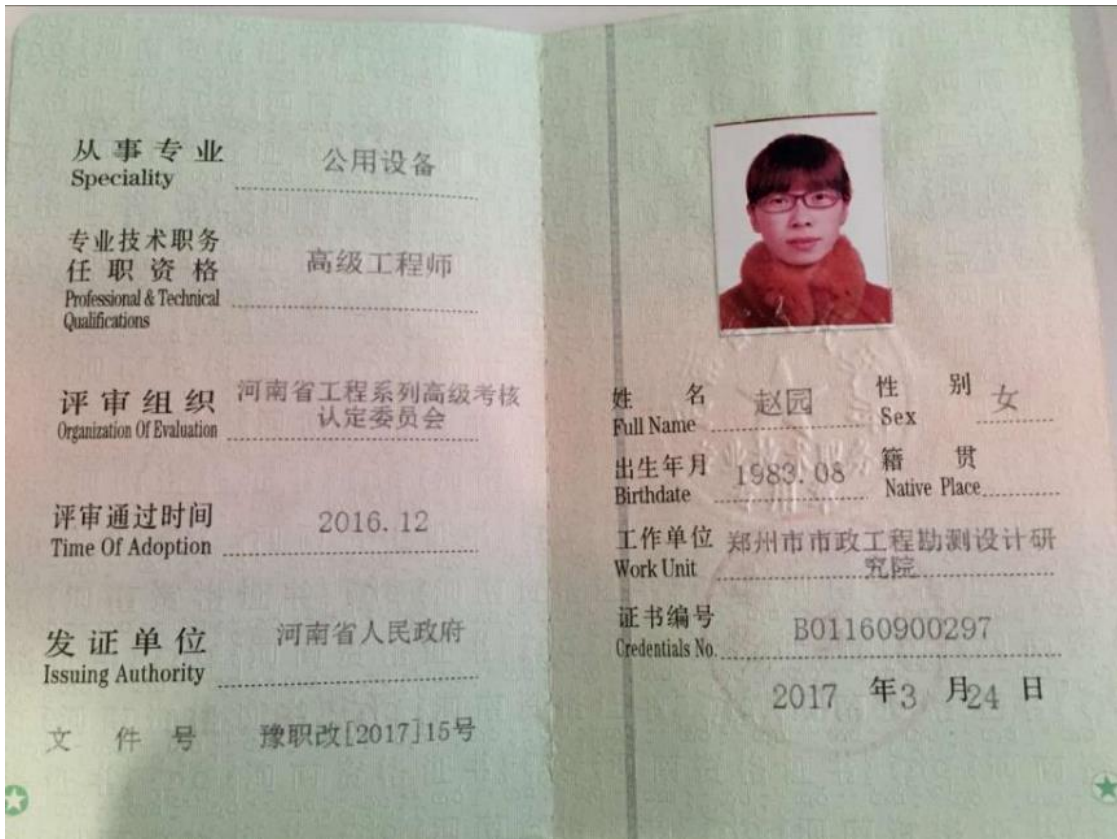 从事专业 公用设备
Speciality
专业技术职务
任职资格 高级工程师
Professional & Technical
Qualifications
评审组织 河南省工程系列高级考核
认定委员会
Organization Of Evaluation
评审通过时间 2016.12
Time Of Adoption
发证单位 河南省人民政府
Issuing Authority
文件号 豫职改[2017]15号
姓名 赵园 性别 女
Full Name Sex
出生年月 1983.08 籍贯
Birthdate Native Place
工作单位 郑州市市政工程勘测设计研
究院
Work Unit
证书编号 B01160900297
Credentials No.
2017 年3 月24 日